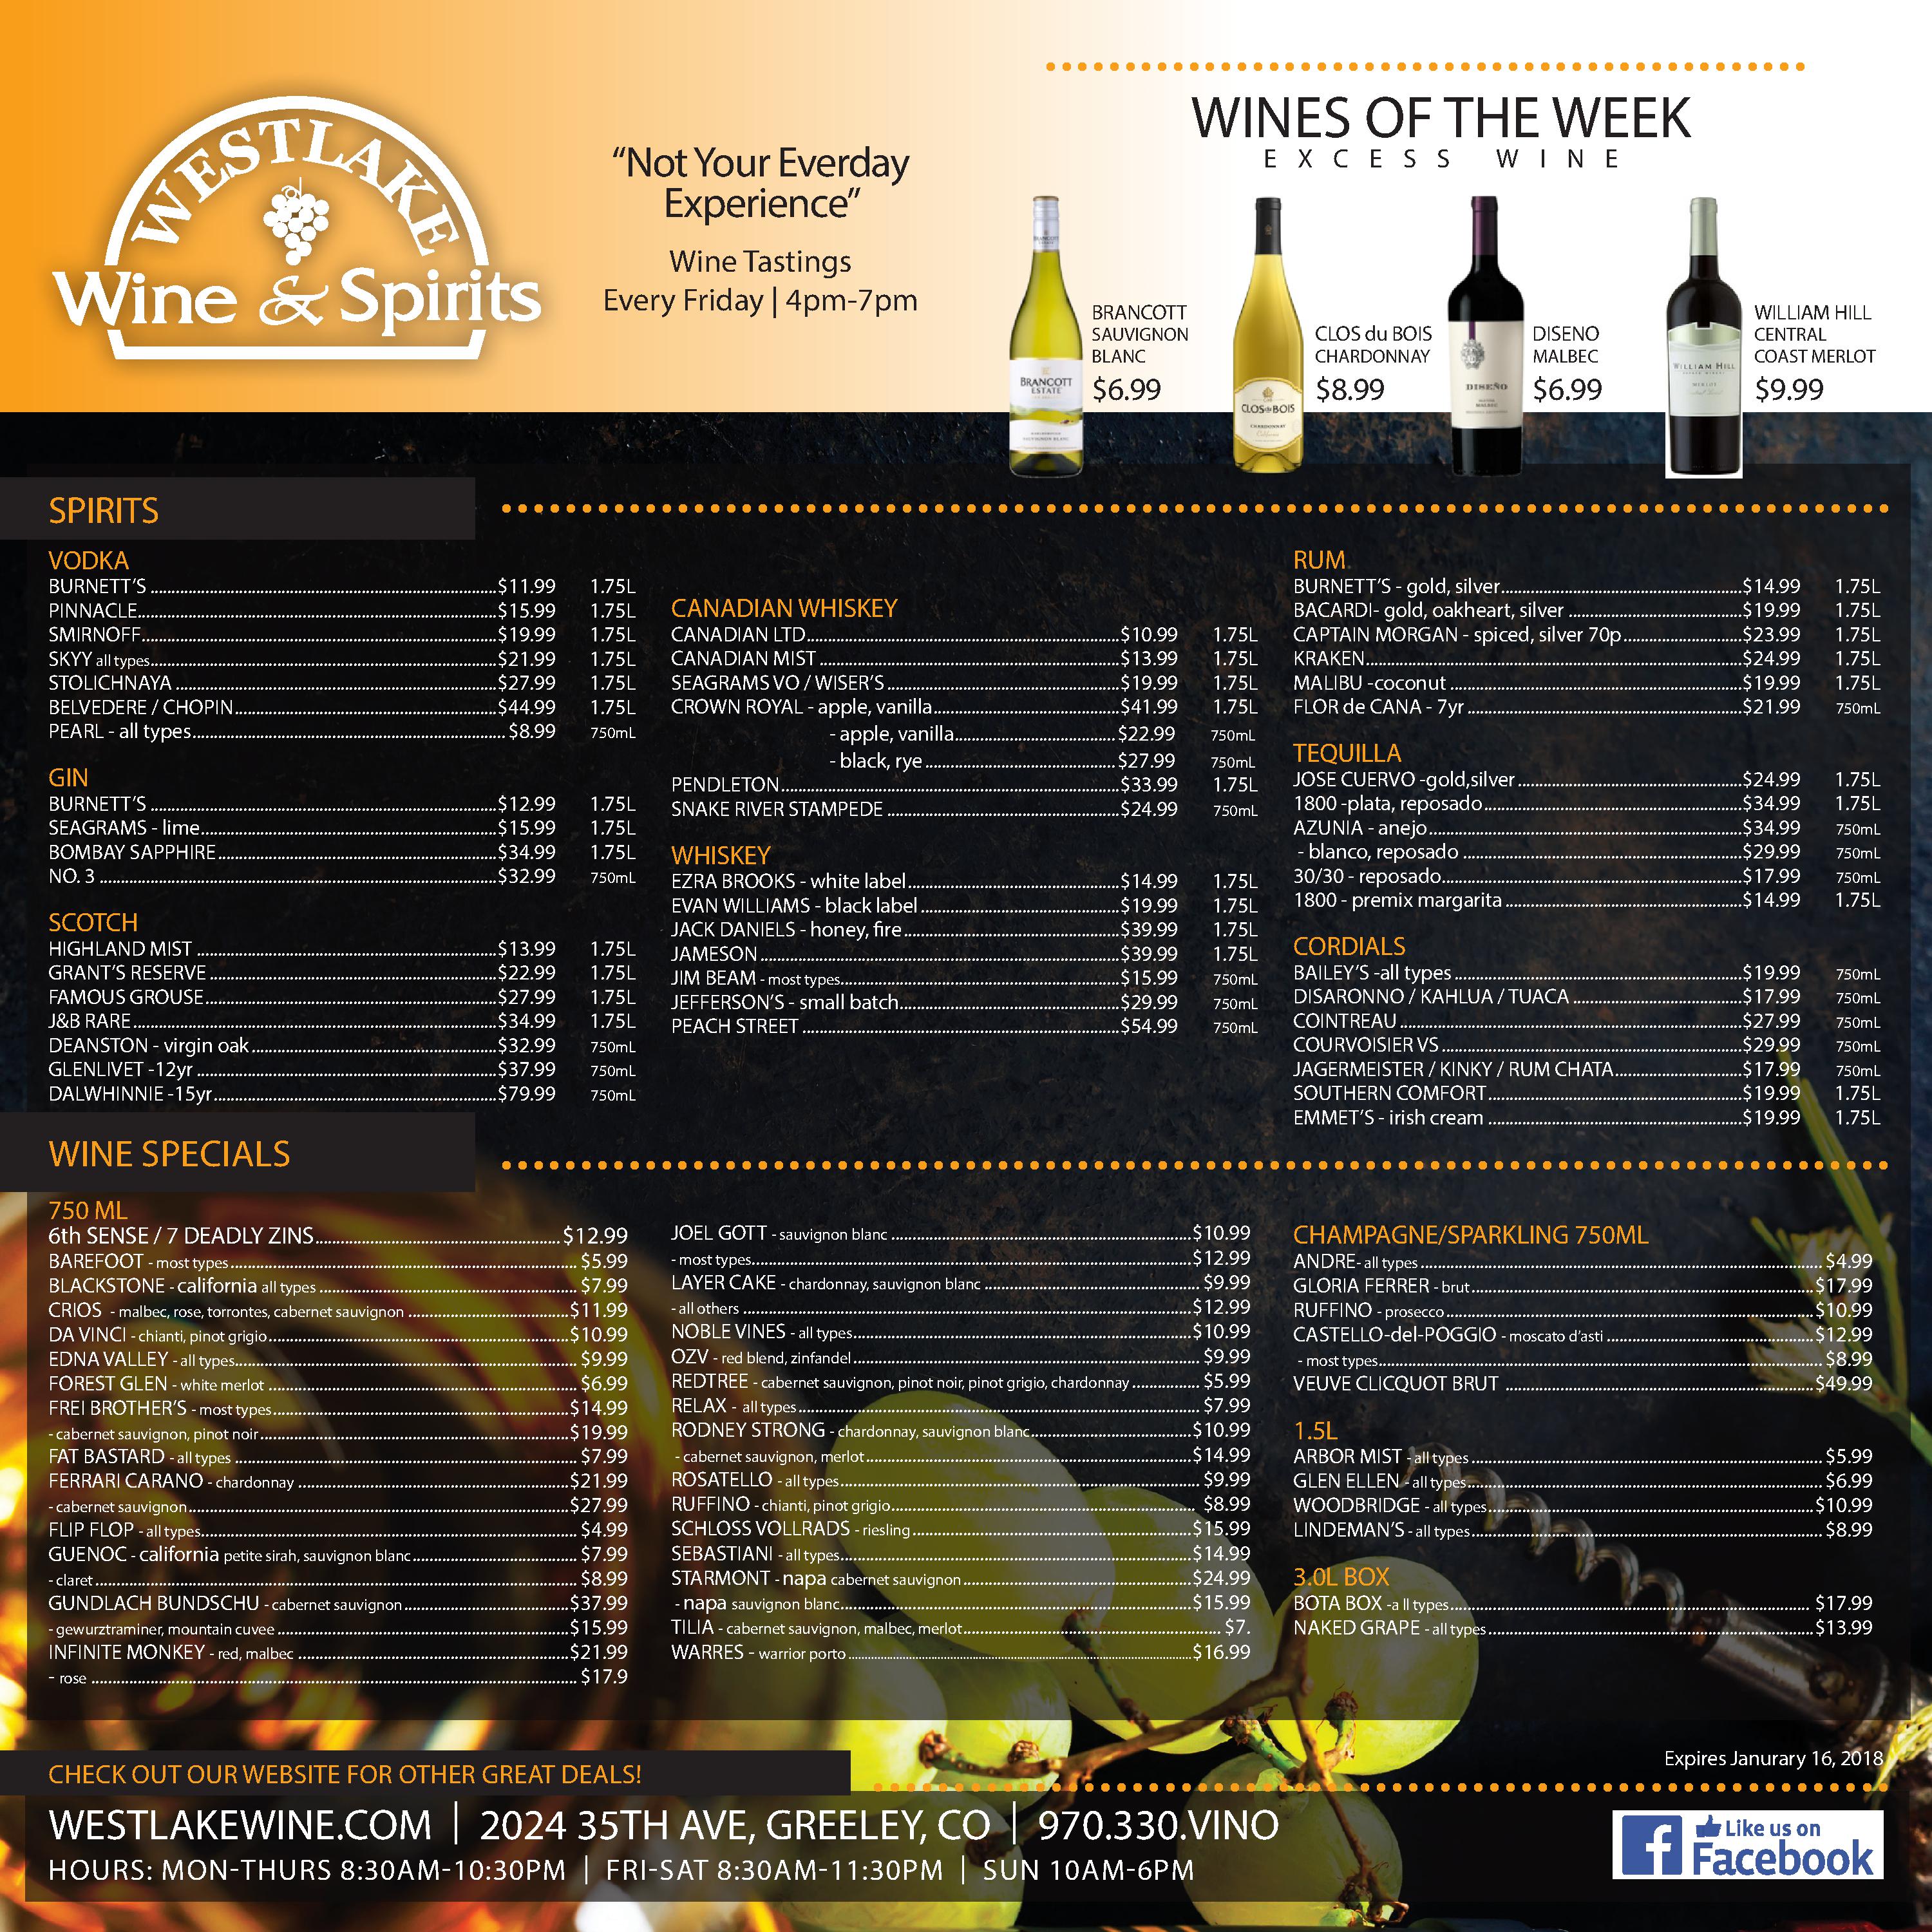 WESTLAKE
Wine & Spirits
“Not Your Everday
Experience”
Wine Tastings
Every Friday | 4pm-7pm
WINES OF THE WEEK
EXCESS WINE
BRANCOTT
SAUVIGNON
BLANC
$6.99
CLOS du BOIS
CHARDONNAY
$8.99
DISENO
MALBEC
$6.99
WILLIAM HILL
CENTRAL
COAST MERLOT
$9.99
BRANCOTT
ESTATE
CLOS du BOIS
CHARDONNAY
DISEÑO
MALBEC
WILLIAM HILL
MERLOT
SPIRITS
VODKA
BURNETT’S $11.99 1.75L
PINNACLE $15.99 1.75L
SMIRNOFF $19.99 1.75L
SKYY all types $21.99 1.75L
STOLICHNAYA $27.99 1.75L
BELVEDERE / CHOPIN $44.99 1.75L
PEARL - all types $8.99 750mL
GIN
BURNETT’S $12.99 1.75L
SEAGRAMS - lime $15.99 1.75L
BOMBAY SAPPHIRE $34.99 1.75L
NO. 3 $32.99 750mL
SCOTCH
HIGHLAND MIST $13.99 1.75L
GRANT’S RESERVE $22.99 1.75L
FAMOUS GROUSE $27.99 1.75L
J&B RARE $34.99 1.75L
DEANSTON - virgin oak $32.99 750mL
GLENLIVET -12yr $37.99 750mL
DALWHINNIE -15yr $79.99 750mL
CANADIAN WHISKEY
CANADIAN LTD $10.99 1.75L
CANADIAN MIST $13.99 1.75L
SEAGRAMS VO / WISER’S $19.99 1.75L
CROWN ROYAL - apple, vanilla $41.99 1.75L
- apple, vanilla $22.99 750mL
- black, rye $27.99 750mL
PENDLETON $33.99 1.75L
SNAKE RIVER STAMPEDE $24.99 750mL
WHISKEY
EZRA BROOKS - white label $14.99 1.75L
EVAN WILLIAMS - black label $19.99 1.75L
JACK DANIELS - honey, fire $39.99 1.75L
JAMESON $39.99 1.75L
JIM BEAM - most types $15.99 750mL
JEFFERSON’S - small batch $29.99 750mL
PEACH STREET $54.99 750mL
RUM
BURNETT’S - gold, silver $14.99 1.75L
BACARDI- gold, oakheart, silver $19.99 1.75L
CAPTAIN MORGAN - spiced, silver 70p $23.99 1.75L
KRAKEN $24.99 1.75L
MALIBU -coconut $19.99 1.75L
FLOR de CANA - 7yr $21.99 750mL
TEQUILLA
JOSE CUERVO -gold,silver $24.99 1.75L
1800 -plata, reposado $34.99 1.75L
AZUNIA - anejo $34.99 750mL
- blanco, reposado $29.99 750mL
30/30 - reposado $17.99 750mL
1800 - premix margarita $14.99 1.75L
CORDIALS
BAILEY’S -all types $19.99 750mL
DISARONNO / KAHLUA / TUACA $17.99 750mL
COINTREAU $27.99 750mL
COURVOISIER VS $29.99 750mL
JAGERMEISTER / KINKY / RUM CHATA $17.99 750mL
SOUTHERN COMFORT $19.99 1.75L
EMMET’S - irish cream $19.99 1.75L
WINE SPECIALS
750 ML
6th SENSE / 7 DEADLY ZINS $12.99
BAREFOOT - most types $5.99
BLACKSTONE - california all types $7.99
CRIOS - malbec, rose, torrontes, cabernet sauvignon $11.99
DA VINCI - chianti, pinot grigio $10.99
EDNA VALLEY - all types $9.99
FOREST GLEN - white merlot $6.99
FREI BROTHER’S - most types $14.99
- cabernet sauvignon, pinot noir $19.99
FAT BASTARD - all types $7.99
FERRARI CARANO - chardonnay $21.99
- cabernet sauvignon $27.99
FLIP FLOP - all types $4.99
GUENOC - california petite sirah, sauvignon blanc $7.99
- claret $8.99
GUNDLACH BUNDSCHU - cabernet sauvignon $37.99
- gewurztraminer, mountain cuvee $15.99
INFINITE MONKEY - red, malbec $21.99
- rose $17.9
JOEL GOTT - sauvignon blanc $10.99
- most types $12.99
LAYER CAKE - chardonnay, sauvignon blanc $9.99
- all others $12.99
NOBLE VINES - all types $10.99
OZV - red blend, zinfandel $9.99
REDTREE - cabernet sauvignon, pinot noir, pinot grigio, chardonnay $5.99
RELAX - all types $7.99
RODNEY STRONG - chardonnay, sauvignon blanc $10.99
- cabernet sauvignon, merlot $14.99
ROSATELLO - all types $9.99
RUFFINO - chianti, pinot grigio $8.99
SCHLOSS VOLLRADS - riesling $15.99
SEBASTIANI - all types $14.99
STARMONT - napa cabernet sauvignon $24.99
- napa sauvignon blanc $15.99
TILIA - cabernet sauvignon, malbec, merlot $7.
WARRES - warrior porto $16.99
CHAMPAGNE/SPARKLING 750ML
ANDRE- all types $4.99
GLORIA FERRER - brut $17.99
RUFFINO - prosecco $10.99
CASTELLO-del-POGGIO - moscato d’asti $12.99
- most types $8.99
VEUVE CLICQUOT BRUT $49.99
1.5L
ARBOR MIST - all types $5.99
GLEN ELLEN - all types $6.99
WOODBRIDGE - all types $10.99
LINDEMAN’S - all types $8.99
3.0L BOX
BOTA BOX -a ll types $17.99
NAKED GRAPE - all types $13.99
Expires Janurary 16, 2018
CHECK OUT OUR WEBSITE FOR OTHER GREAT DEALS!
WESTLAKEWINE.COM | 2024 35TH AVE, GREELEY, CO | 970.330.VINO
HOURS: MON-THURS 8:30AM-10:30PM | FRI-SAT 8:30AM-11:30PM | SUN 10AM-6PM
f Like us on
Facebook